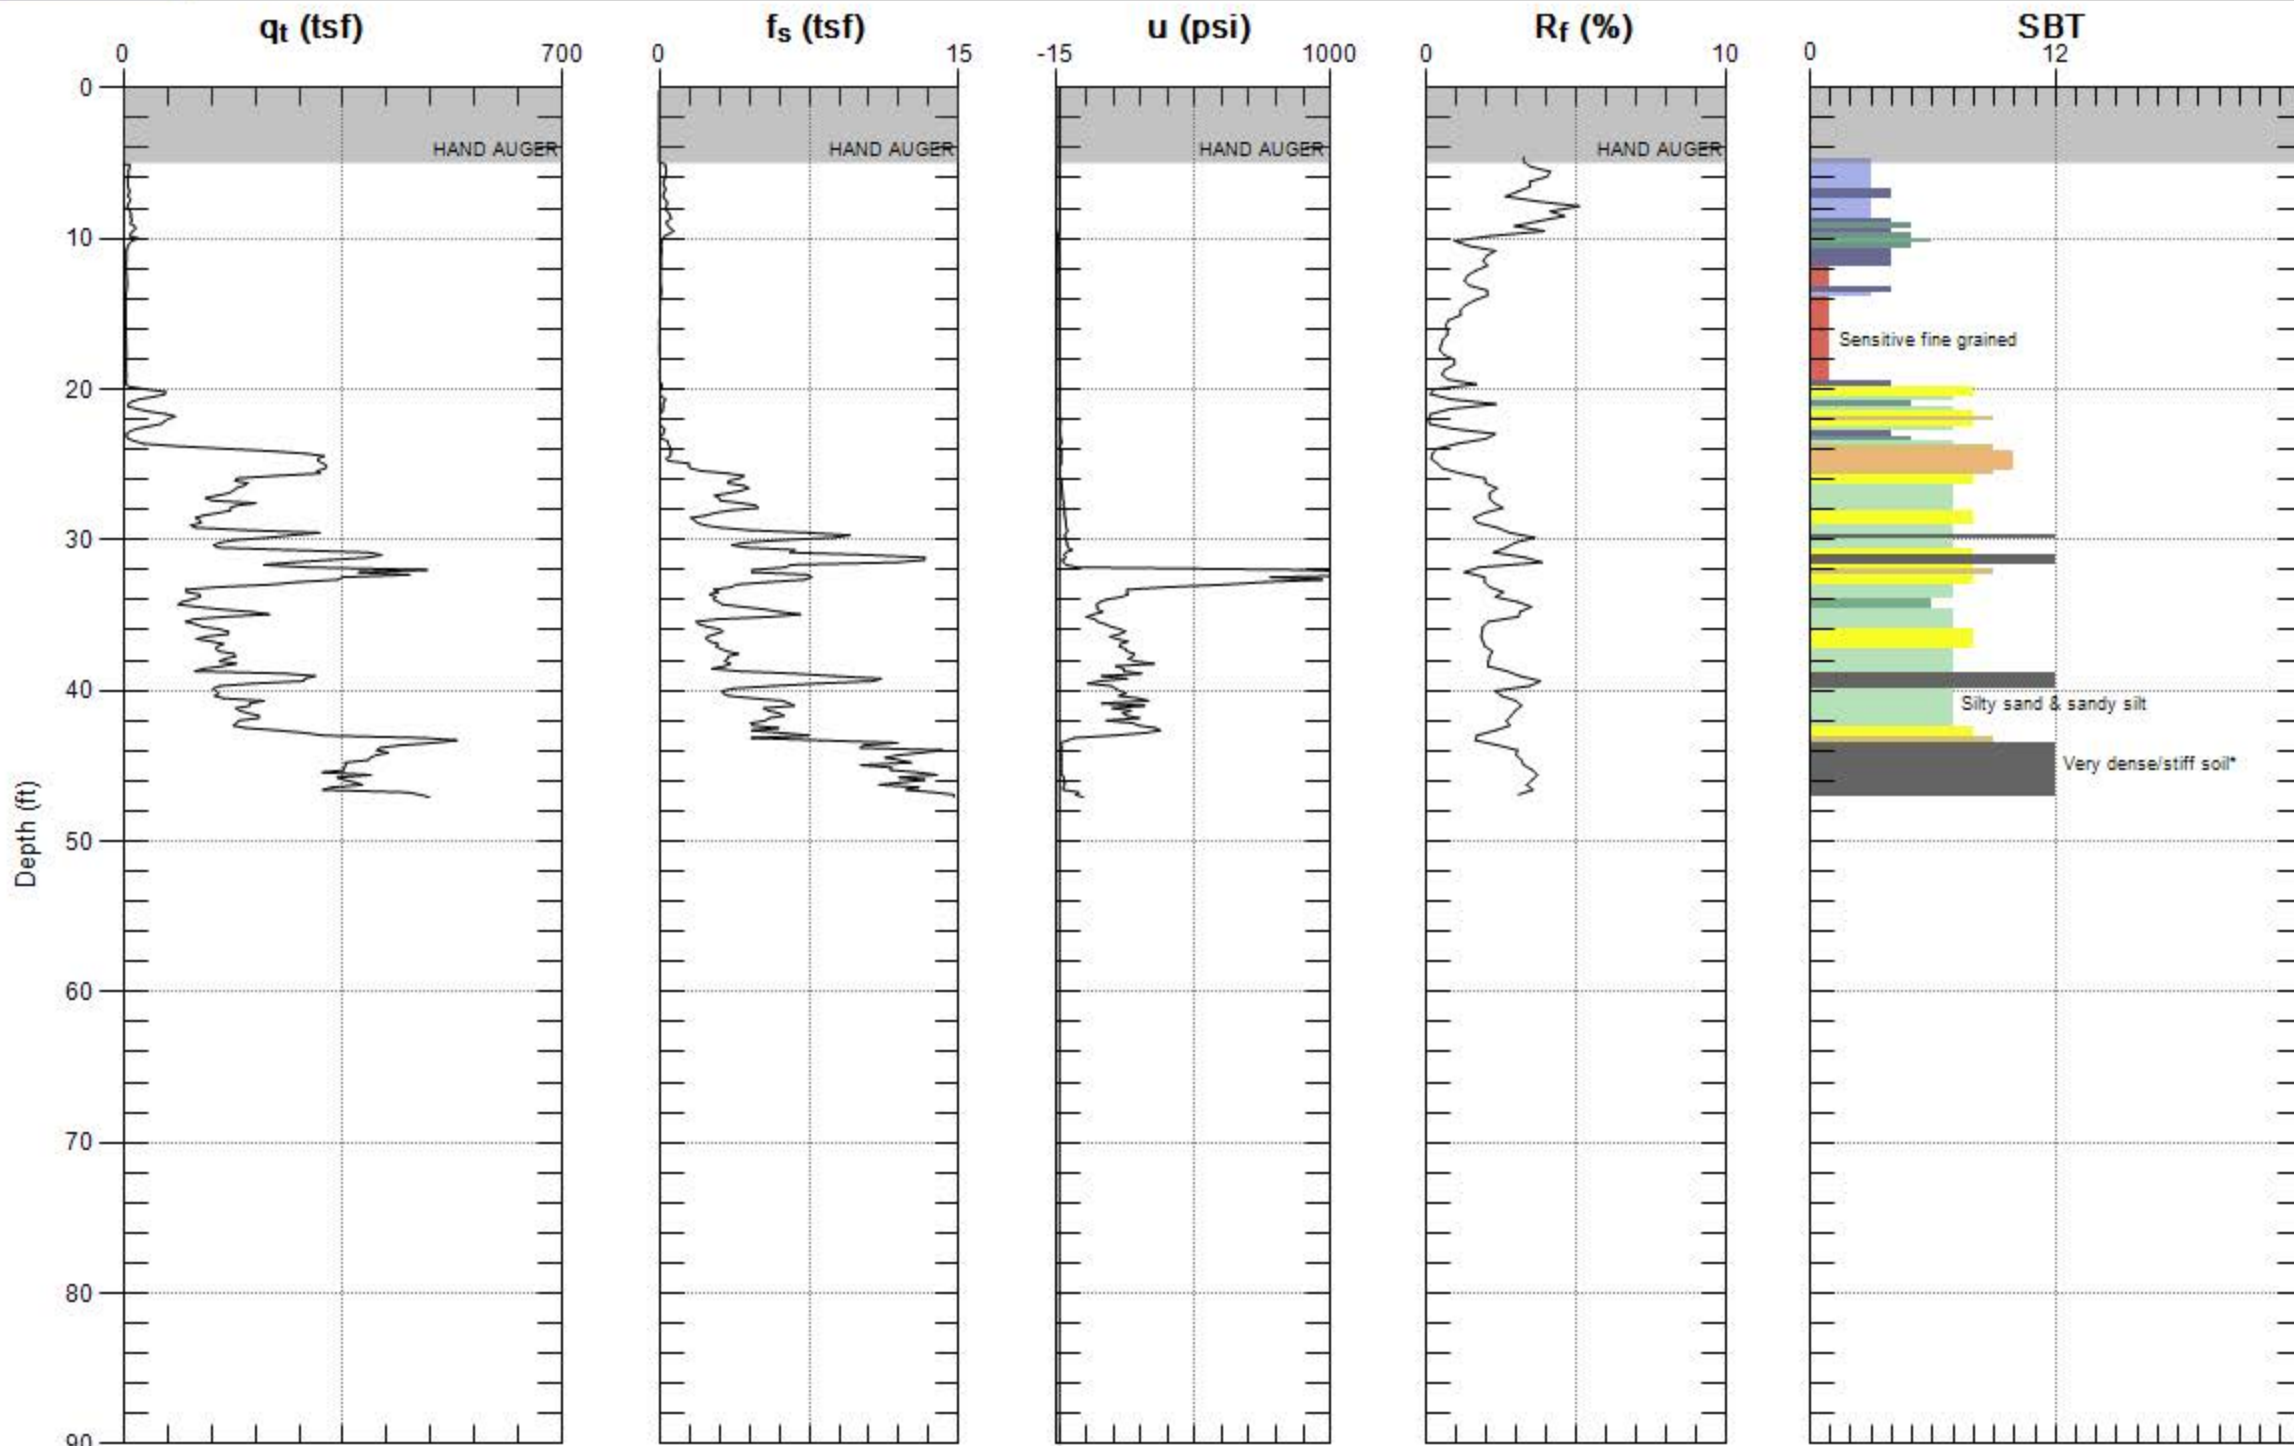 qt (tsf) fs (tsf) u (psi) Rf (%) SBT
0 700 0 15 -15 1000 0 10 0 12
0
HAND AUGER HAND AUGER HAND AUGER HAND AUGER
10
Sensitive fine grained
20
30
40
Silty sand & sandy silt
Very dense/stiff soil*
Depth (ft)
50
60
70
80
90